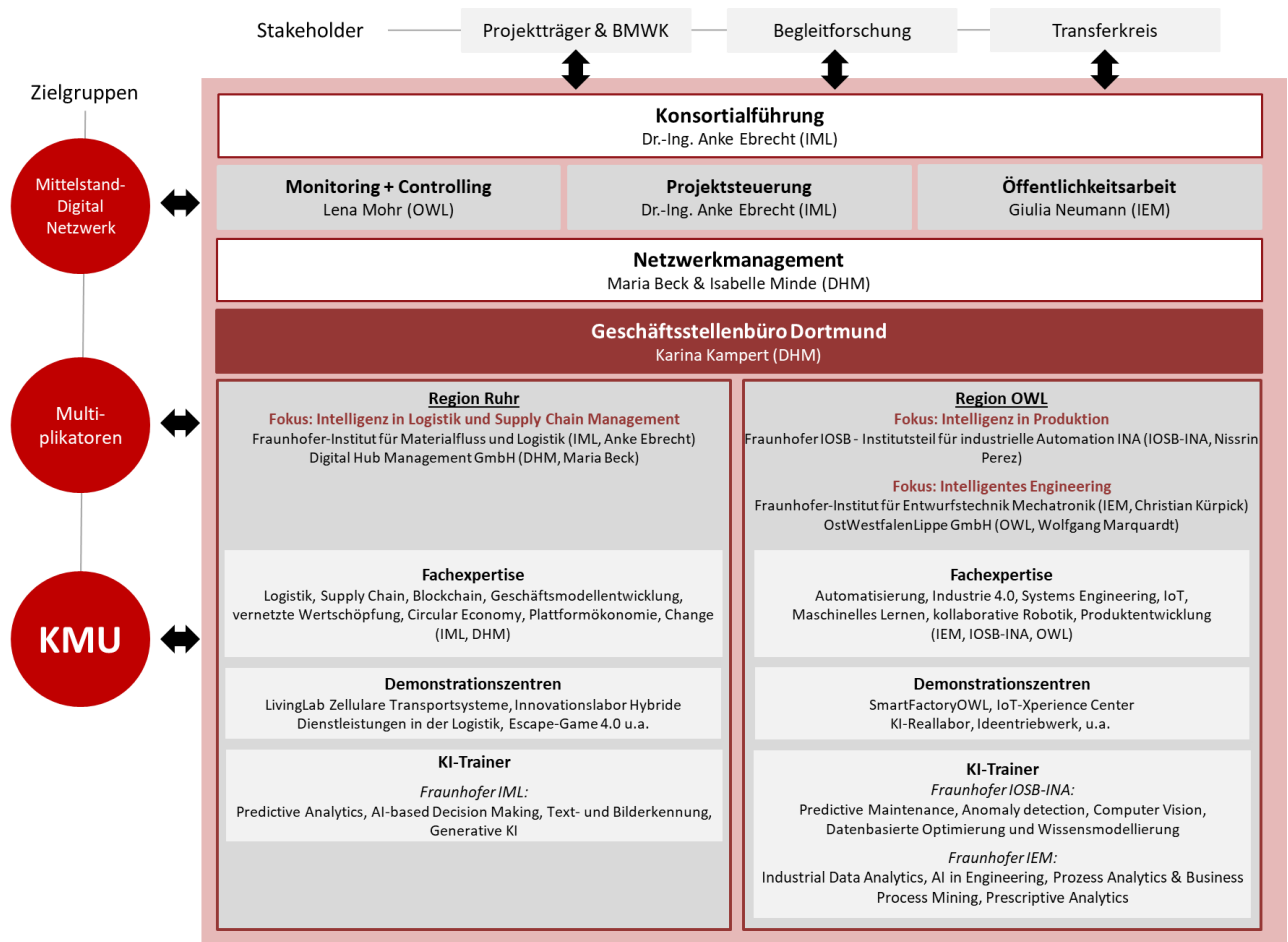 Stakeholder
Projektträger & BMWK
Begleitforschung
Transferkreis
Zielgruppen
Mittelstand-
Digital
Netzwerk
Multi-
plikatoren
KMU
Konsortialführung
Dr.-Ing. Anke Ebrecht (IML)
Monitoring + Controlling
Lena Mohr (OWL)
Projektsteuerung
Dr.-Ing. Anke Ebrecht (IML)
Öffentlichkeitsarbeit
Giulia Neumann (IEM)
Netzwerkmanagement
Maria Beck & Isabelle Minde (DHM)
Geschäftsstellenbüro Dortmund
Karina Kampert (DHM)
Region Ruhr
Fokus: Intelligenz in Logistik und Supply Chain Management
Fraunhofer-Institut für Materialfluss und Logistik (IML, Anke Ebrecht)
Digital Hub Management GmbH (DHM, Maria Beck)
Fachexpertise
Logistik, Supply Chain, Blockchain, Geschäftsmodellentwicklung,
vernetzte Wertschöpfung, Circular Economy, Plattformökonomie, Change
(IML, DHM)
Demonstrationszentren
LivingLab Zellulare Transportsysteme, Innovationslabor Hybride
Dienstleistungen in der Logistik, Escape-Game 4.0 u.a.
KI-Trainer
Fraunhofer IML:
Predictive Analytics, AI-based Decision Making, Text- und Bilderkennung,
Generative KI
Region OWL
Fokus: Intelligenz in Produktion
Fraunhofer IOSB - Institutsteil für industrielle Automation INA (IOSB-INA, Nissrin
Perez)
Fokus: Intelligentes Engineering
Fraunhofer-Institut für Entwurfstechnik Mechatronik (IEM, Christian Kürpick)
OstWestfalenLippe GmbH (OWL, Wolfgang Marquardt)
Fachexpertise
Automatisierung, Industrie 4.0, Systems Engineering, IoT,
Maschinelles Lernen, kollaborative Robotik, Produktentwicklung
(IEM, IOSB-INA, OWL)
Demonstrationszentren
SmartFactoryOWL, IoT-Xperience Center
KI-Reallabor, Ideentriebwerk, u.a.
KI-Trainer
Fraunhofer IOSB-INA:
Predictive Maintenance, Anomaly detection, Computer Vision,
Datenbasierte Optimierung und Wissensmodellierung
Fraunhofer IEM:
Industrial Data Analytics, AI in Engineering, Prozess Analytics & Business
Process Mining, Prescriptive Analytics